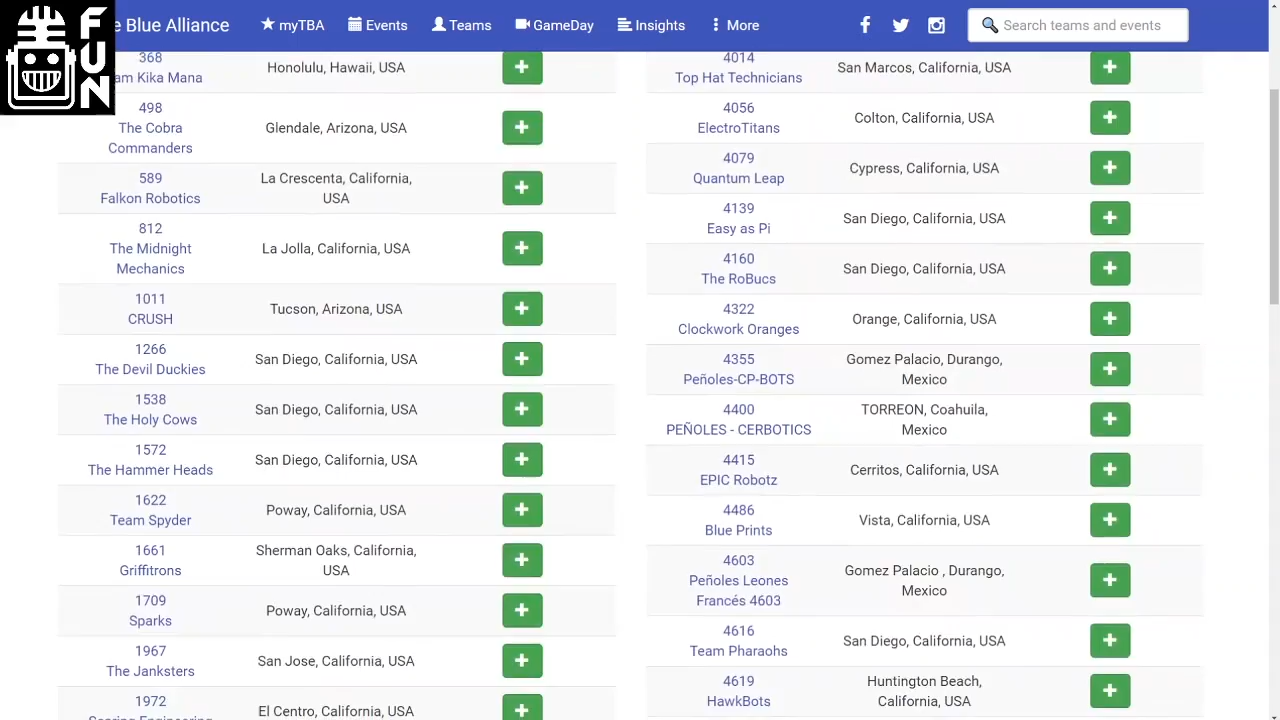 FUN
e Blue Alliance
myTBA
Events
Teams
GameDay
Insights
Mo
Search teams and events
368
am Kika Mana
Honolulu, Hawaii, USA
498
The Cobra
Commanders
Glendale, Arizona, USA
589
Falkon Robotics
La Crescenta, California,
USA
812
The Midnight
Mechanics
La Jolla, California, USA
1011
CRUSH
Tucson, Arizona, USA
1266
The Devil Duckies
San Diego, California, USA
1538
The Holy Cows
San Diego, California, USA
1572
The Hammer Heads
San Diego, California, USA
1622
Team Spyder
Poway, California, USA
1661
Griffitrons
Sherman Oaks, California,
USA
1709
Sparks
Poway, California, USA
1967
The Janksters
San Jose, California, USA
1972
El Centro, California, USA
4014
Top Hat Technicians
San Marcos, California, USA
4056
ElectroTitans
Colton, California, USA
4079
Quantum Leap
Cypress, California, USA
4139
Easy as Pi
San Diego, California, USA
4160
The RoBucs
San Diego, California, USA
4322
Clockwork Oranges
Orange, California, USA
4355
Peñoles-CP-BOTS
Gomez Palacio, Durango,
Mexico
4400
PEÑOLES - CERBOTICS
TORREON, Coahuila,
Mexico
4415
EPIC Robotz
Cerritos, California, USA
4486
Blue Prints
Vista, California, USA
4603
Peñoles Leones
Francés 4603
Gomez Palacio , Durango,
Mexico
4616
Team Pharaohs
San Diego, California, USA
4619
HawkBots
Huntington Beach,
California, USA